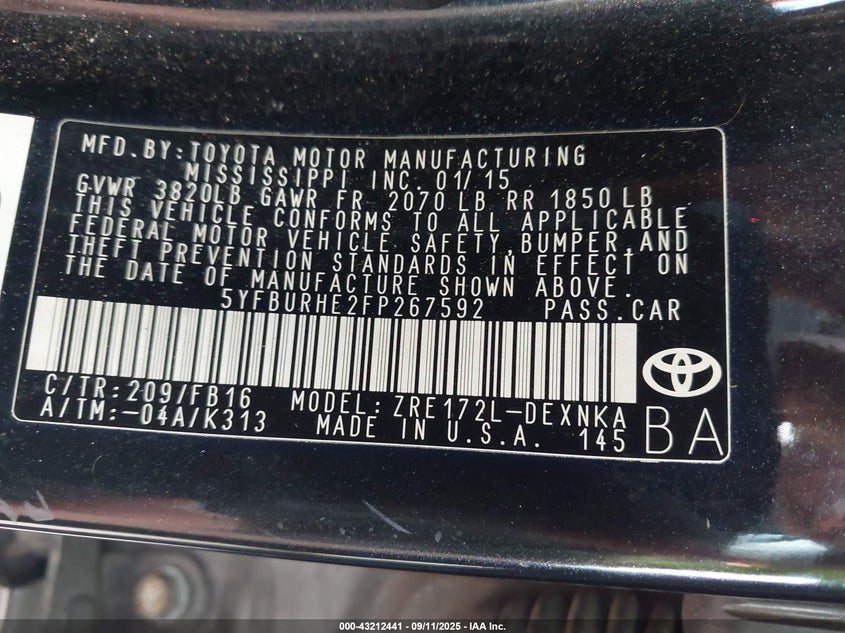 MFD.BY:TOYOTA MOTOR MANUFACTURING
MISSISSIPPI INC. 01/15
GVWR 3820LB GAWR FR 2070 LB RR 1850 LB
THIS VEHICLE CONFORMS TO ALL APPLICABLE
FEDERAL MOTOR VEHICLE SAFETY,BUMPER,AND
THEFT PREVENTION STANDARDS IN EFFECT ON
THE DATE OF MANUFACTURE SHOWN ABOVE.
5YFBURHE2FP267592 PASS.CAR
C/TR:209/FB16 MODEL:ZRE172L-DEXNKA
A/TM:-04A/K313 MADE IN U.S.A. 145
BA
000-43212441 - 09/11/2025 - IAA Inc.